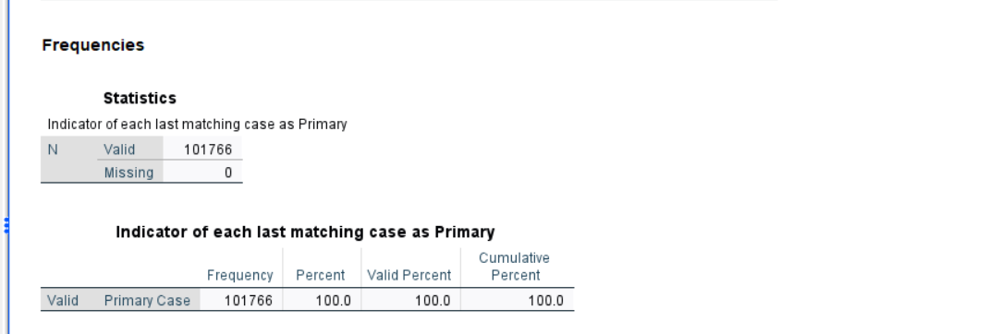 Frequencies
Statistics
Indicator of each last matching case as Primary
N Valid 101766
Missing 0
Indicator of each last matching case as Primary
Frequency Percent Valid Percent Cumulative Percent
Valid Primary Case 101766 100.0 100.0 100.0